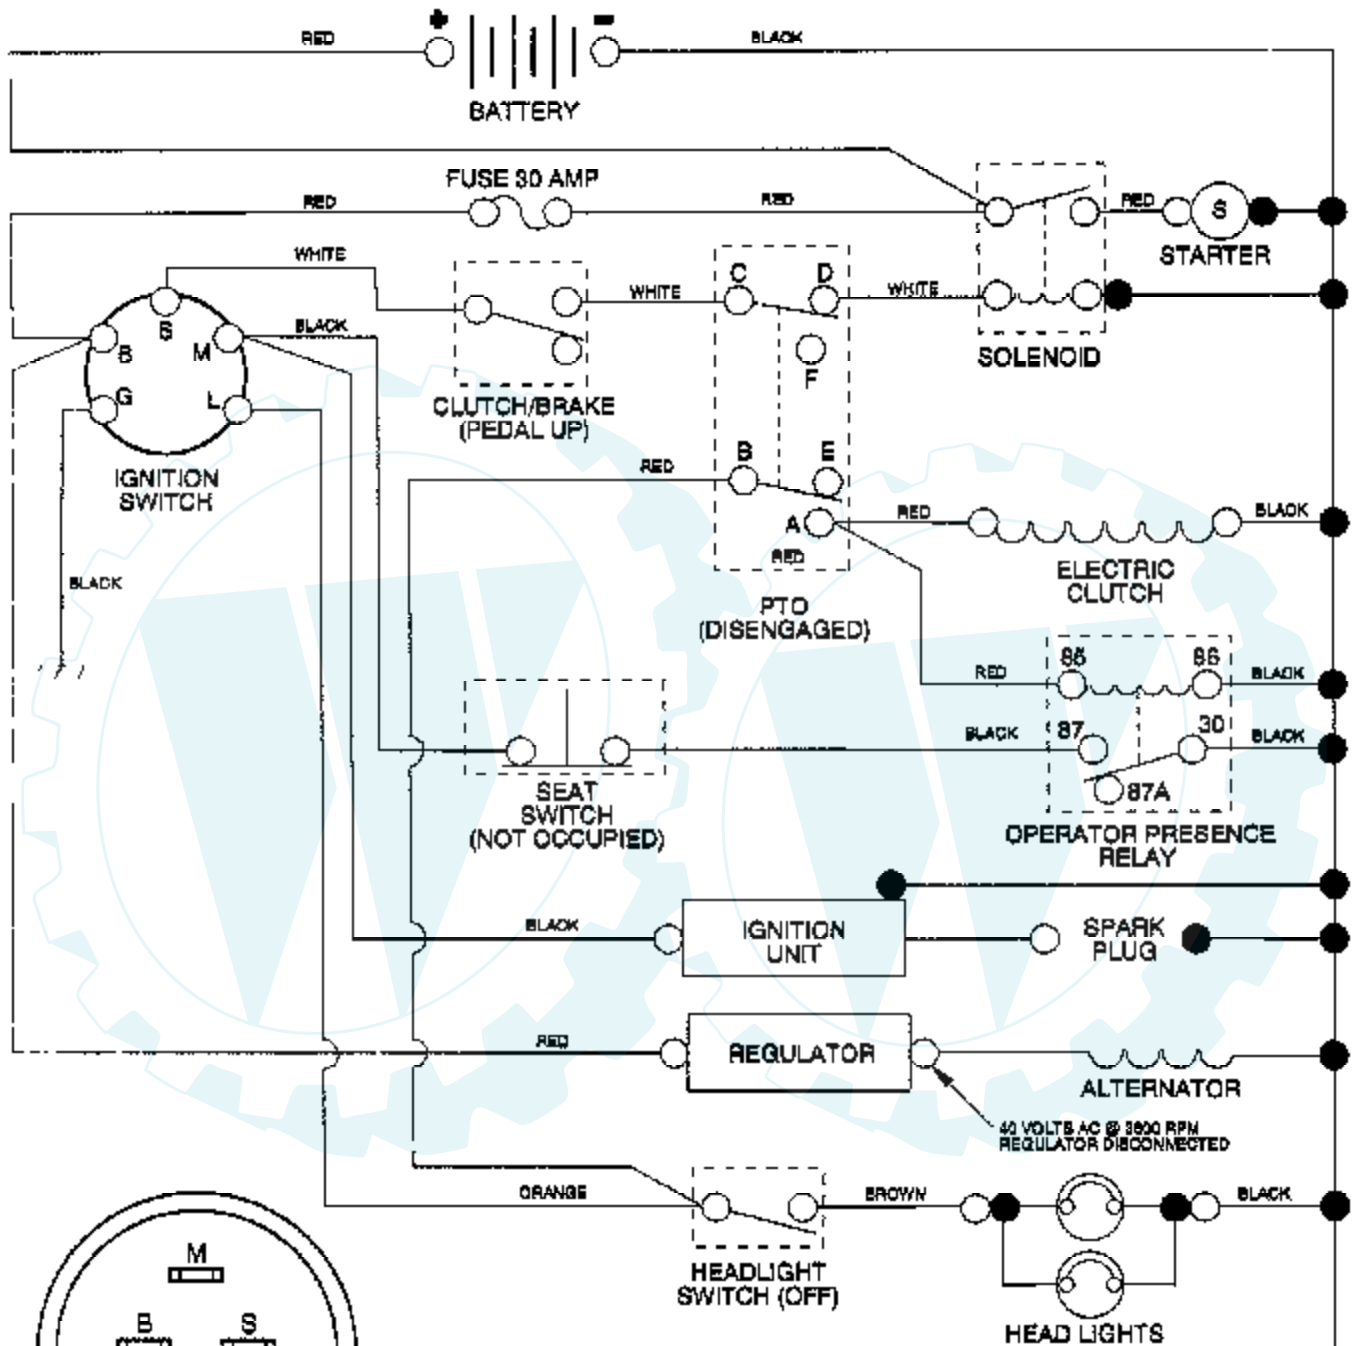 + -
RED BLACK
BATTERY
FUSE 30 AMP
RED RED RED S
STARTER
WHITE
C D
WHITE WHITE
S
BLACK
B M
F
SOLENOID
G L
CLUTCH/BRAKE
(PEDAL UP)
B E
RED
IGNITION
SWITCH
A RED BLACK
RED
ELECTRIC
CLUTCH
BLACK
PTO
(DISENGAGED)
85 86
RED BLACK
87 30
BLACK BLACK
87A
SEAT
SWITCH
(NOT OCCUPIED)
OPERATOR PRESENCE
RELAY
BLACK
IGNITION
UNIT
SPARK
PLUG
RED
REGULATOR
ALTERNATOR
40 VOLTS AC @ 3600 RPM
REGULATOR DISCONNECTED
ORANGE BROWN BLACK
M
HEADLIGHT
SWITCH (OFF)
B S
HEAD LIGHTS